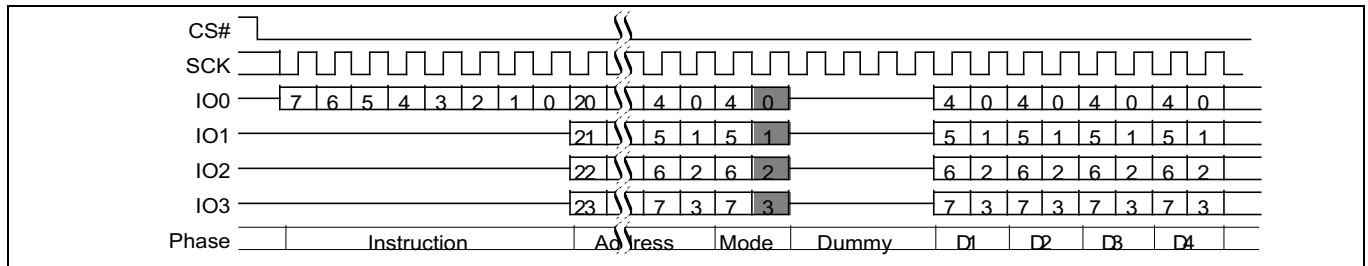 CS#
SCK
IO0 7 6 5 4 3 2 1 0 20 4 0 4 0 4 0 4 0 4 0 4 0
IO1 21 5 1 5 1 5 1 5 1 5 1 5 1
IO2 22 6 2 6 2 6 2 6 2 6 2 6 2
IO3 23 7 3 7 3 7 3 7 3 7 3 7 3
Phase Instruction Address Mode Dummy D1 D2 D3 D4